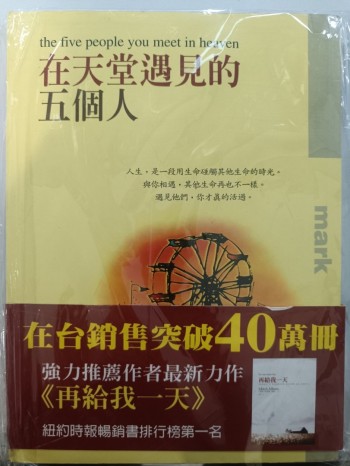 the five people you meet in heaven
在天堂遇見的
五個人
人生，是一段用生命碰觸其他生命的時光。
與你相遇，其他生命再也不一樣。
遇見他們，你才真的活過。
mark
在台銷售突破40萬冊
強力推薦作者最新力作
《再給我一天》
紐約時報暢銷書排行榜第一名
再給我一天